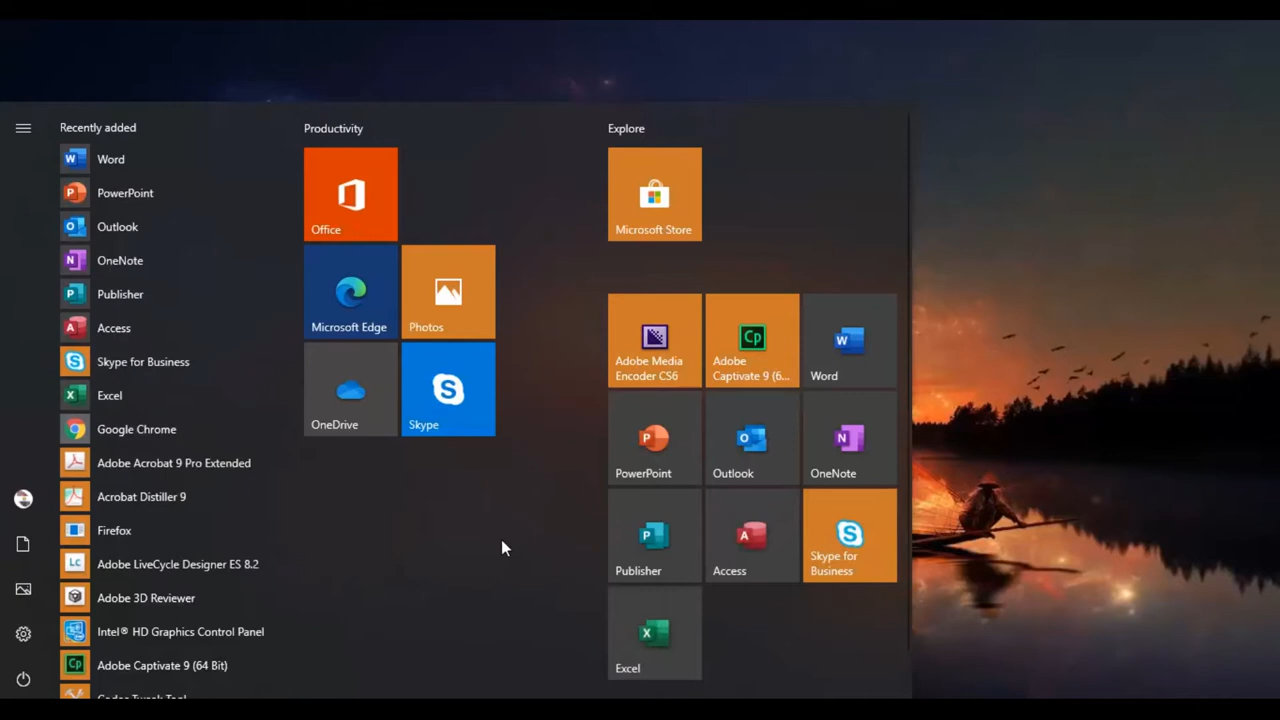 Recently added
Word
PowerPoint
Outlook
OneNote
Publisher
Access
Skype for Business
Excel
Google Chrome
Adobe Acrobat 9 Pro Extended
Acrobat Distiller 9
Firefox
Adobe LiveCycle Designer ES 8.2
Adobe 3D Reviewer
Intel® HD Graphics Control Panel
Adobe Captivate 9 (64 Bit)
Codec Tweak Tool
Productivity
Office
Microsoft Edge
Photos
OneDrive
Skype
Explore
Microsoft Store
Adobe Media
Encoder CS6
Adobe
Captivate 9 (6...
Word
PowerPoint
Outlook
OneNote
Publisher
Access
Skype for
Business
Excel